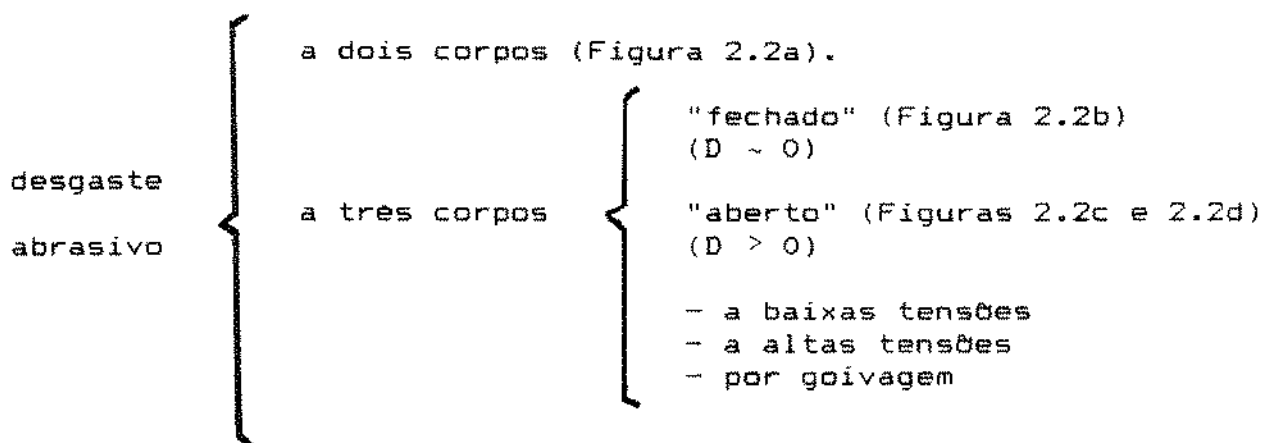 a dois corpos (Figura 2.2a).
"fechado" (Figura 2.2b)
(D ~ 0)
desgaste
abrasivo
a três corpos
"aberto" (Figuras 2.2c e 2.2d)
(D > 0)
- a baixas tensões
- a altas tensões
- por goivagem